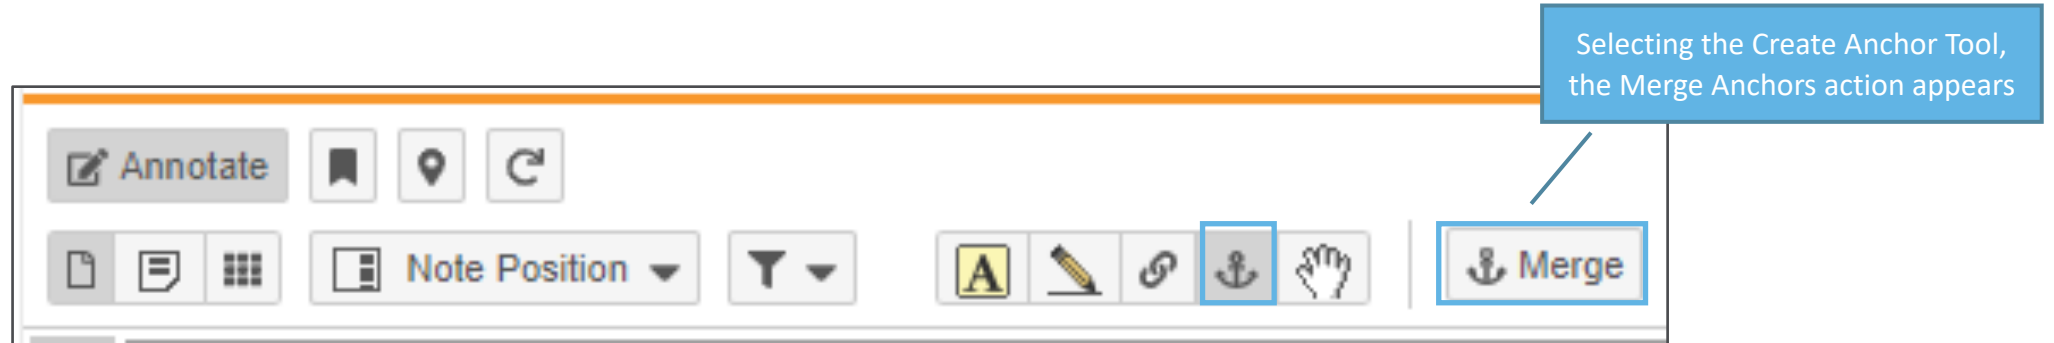 Selecting the Create Anchor Tool,
the Merge Anchors action appears
Annotate
Note Position
A
Merge